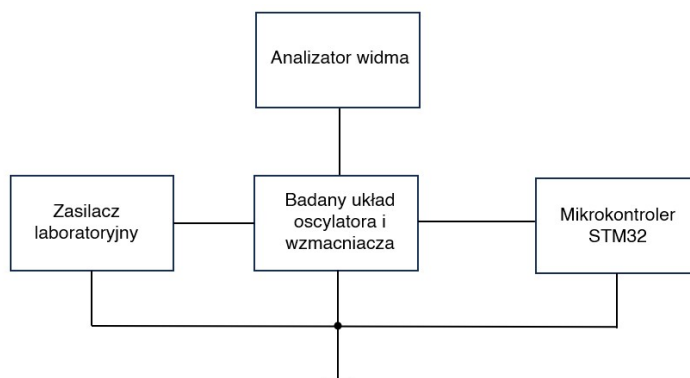 Analizator widma
Zasilacz
laboratoryjny
Badany układ
oscylatora i
wzmacniacza
Mikrokontroler
STM32